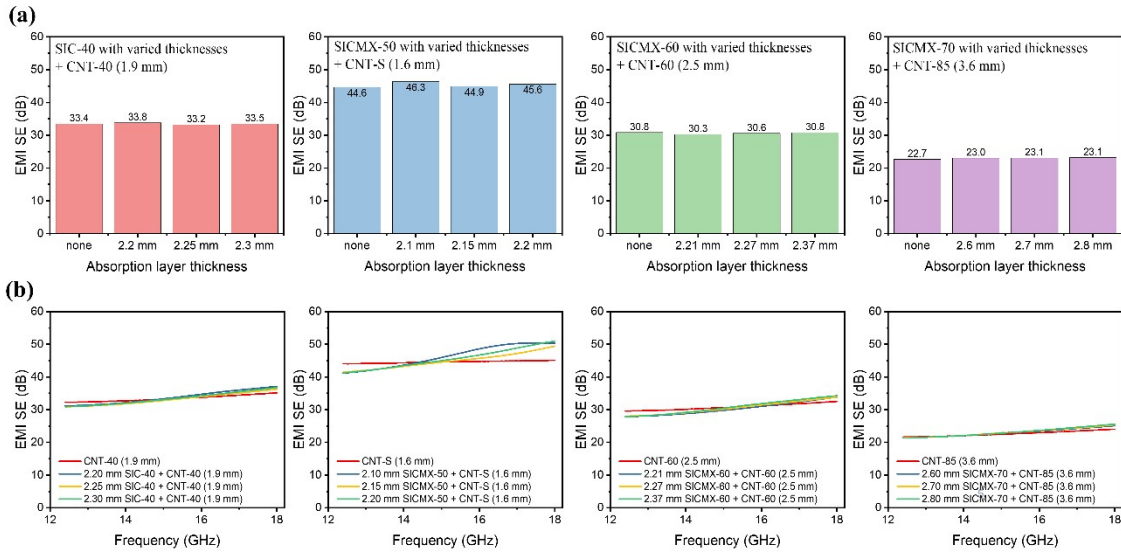 (a)
SIC-40 with varied thicknesses
+ CNT-40 (1.9 mm)
EMI SE (dB)
60
50
40
30
20
10
0
33.4 33.8 33.2 33.5
none 2.2 mm 2.25 mm 2.3 mm
Absorption layer thickness
SICMX-50 with varied thicknesses
+ CNT-S (1.6 mm)
EMI SE (dB)
60
50
40
30
20
10
0
44.6 46.3 44.9 45.6
none 2.1 mm 2.15 mm 2.2 mm
Absorption layer thickness
SICMX-60 with varied thicknesses
+ CNT-60 (2.5 mm)
EMI SE (dB)
60
50
40
30
20
10
0
30.8 30.3 30.6 30.8
none 2.21 mm 2.27 mm 2.37 mm
Absorption layer thickness
SICMX-70 with varied thicknesses
+ CNT-85 (3.6 mm)
EMI SE (dB)
60
50
40
30
20
10
0
22.7 23.0 23.1 23.1
none 2.6 mm 2.7 mm 2.8 mm
Absorption layer thickness
(b)
EMI SE (dB)
60
50
40
30
20
10
0
CNT-40 (1.9 mm)
2.20 mm SIC-40 + CNT-40 (1.9 mm)
2.25 mm SIC-40 + CNT-40 (1.9 mm)
2.30 mm SIC-40 + CNT-40 (1.9 mm)
12 14 16 18
Frequency (GHz)
EMI SE (dB)
60
50
40
30
20
10
0
CNT-S (1.6 mm)
2.10 mm SICMX-50 + CNT-S (1.6 mm)
2.15 mm SICMX-50 + CNT-S (1.6 mm)
2.20 mm SICMX-50 + CNT-S (1.6 mm)
12 14 16 18
Frequency (GHz)
EMI SE (dB)
60
50
40
30
20
10
0
CNT-60 (2.5 mm)
2.21 mm SICMX-60 + CNT-60 (2.5 mm)
2.27 mm SICMX-60 + CNT-60 (2.5 mm)
2.37 mm SICMX-60 + CNT-60 (2.5 mm)
12 14 16 18
Frequency (GHz)
EMI SE (dB)
60
50
40
30
20
10
0
CNT-85 (3.6 mm)
2.60 mm SICMX-70 + CNT-85 (3.6 mm)
2.70 mm SICMX-70 + CNT-85 (3.6 mm)
2.80 mm SICMX-70 + CNT-85 (3.6 mm)
12 14 16 18
Frequency (GHz)